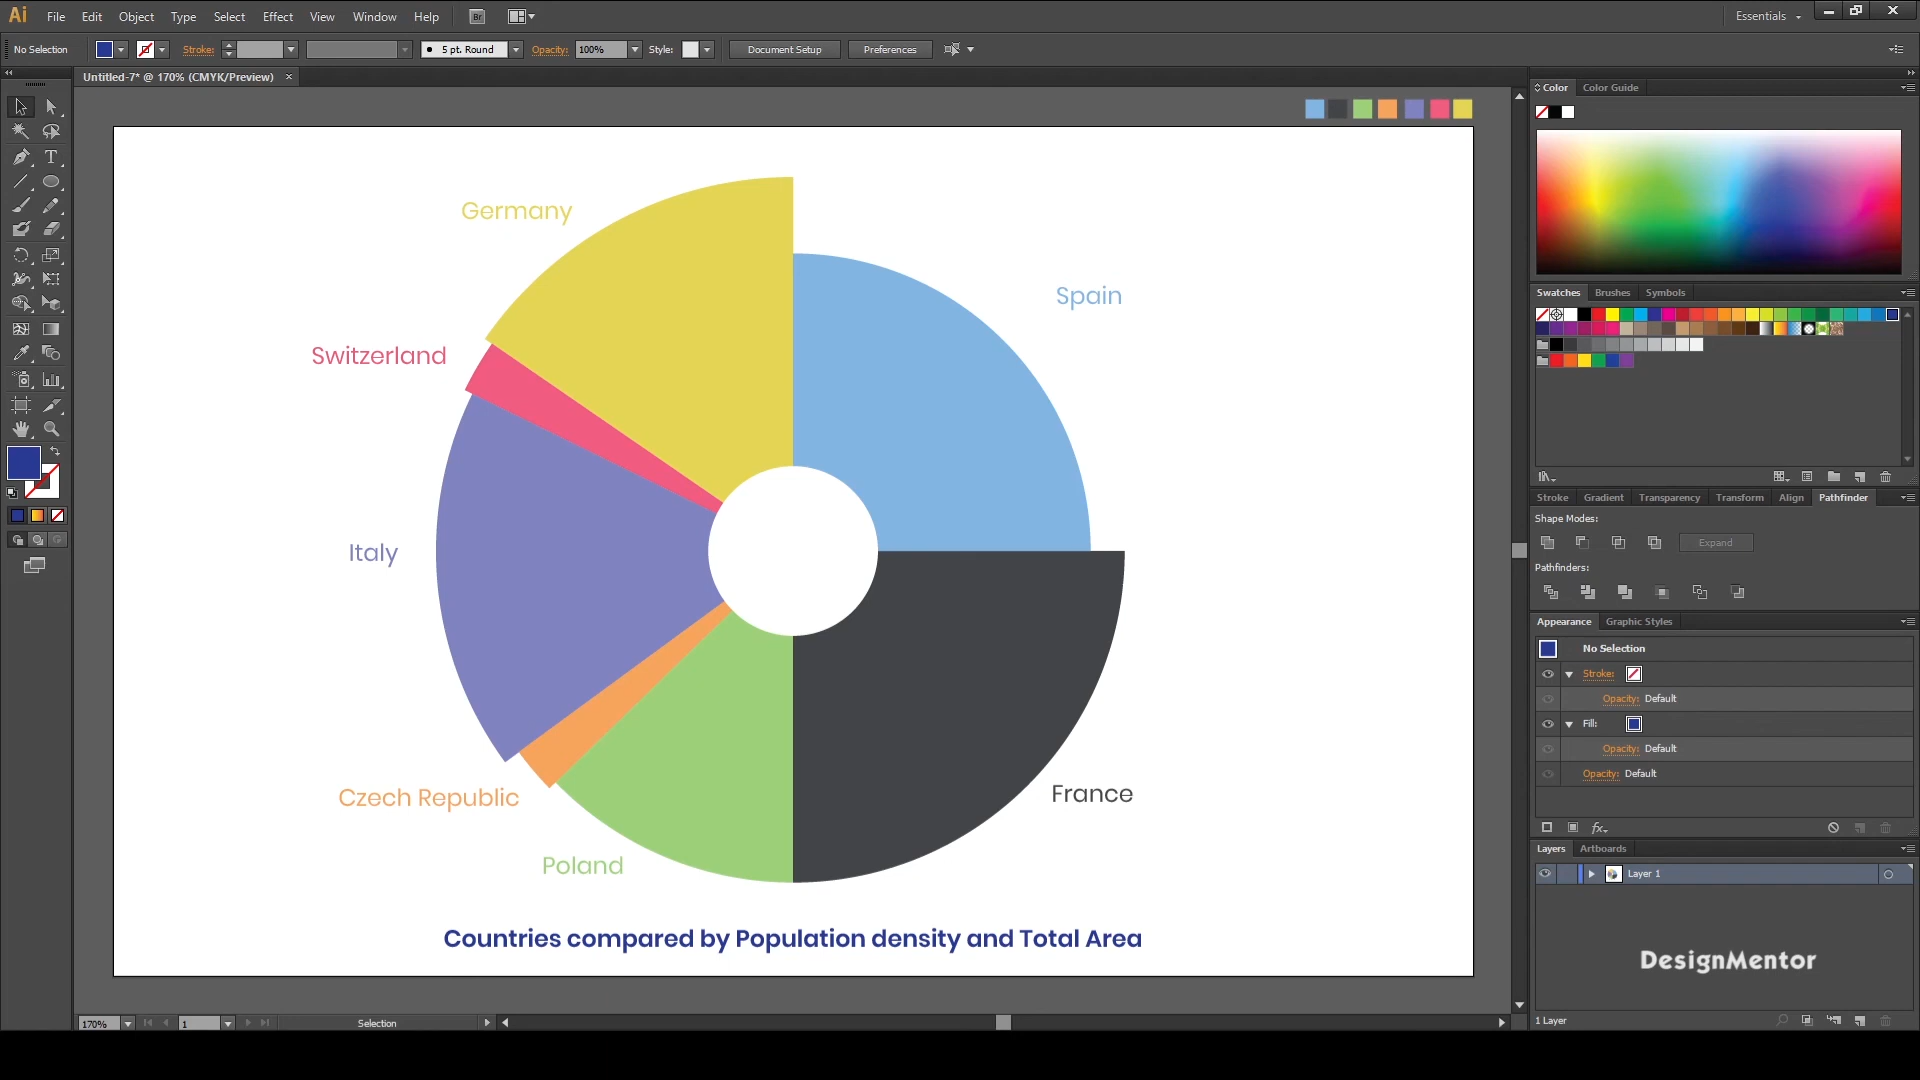 Ai File Edit Object Type Select Effect View Window Help Br Essentials
No Selection Stroke: 5 pt. Round Opacity: 100% Style: Document Setup Preferences
Untitled-7* @ 170% (CMYK/Preview)
Germany
Spain
Switzerland
Italy
Czech Republic
France
Poland
Countries compared by Population density and Total Area
170% 1 Selection
Color Color Guide
Swatches Brushes Symbols
Stroke Gradient Transparency Transform Align Pathfinder
Shape Modes:
Expand
Pathfinders:
Appearance Graphic Styles
No Selection
Stroke:
Opacity: Default
Fill:
Opacity: Default
Opacity: Default
fx
Layers Artboards
Layer 1
DesignMentor
1 Layer